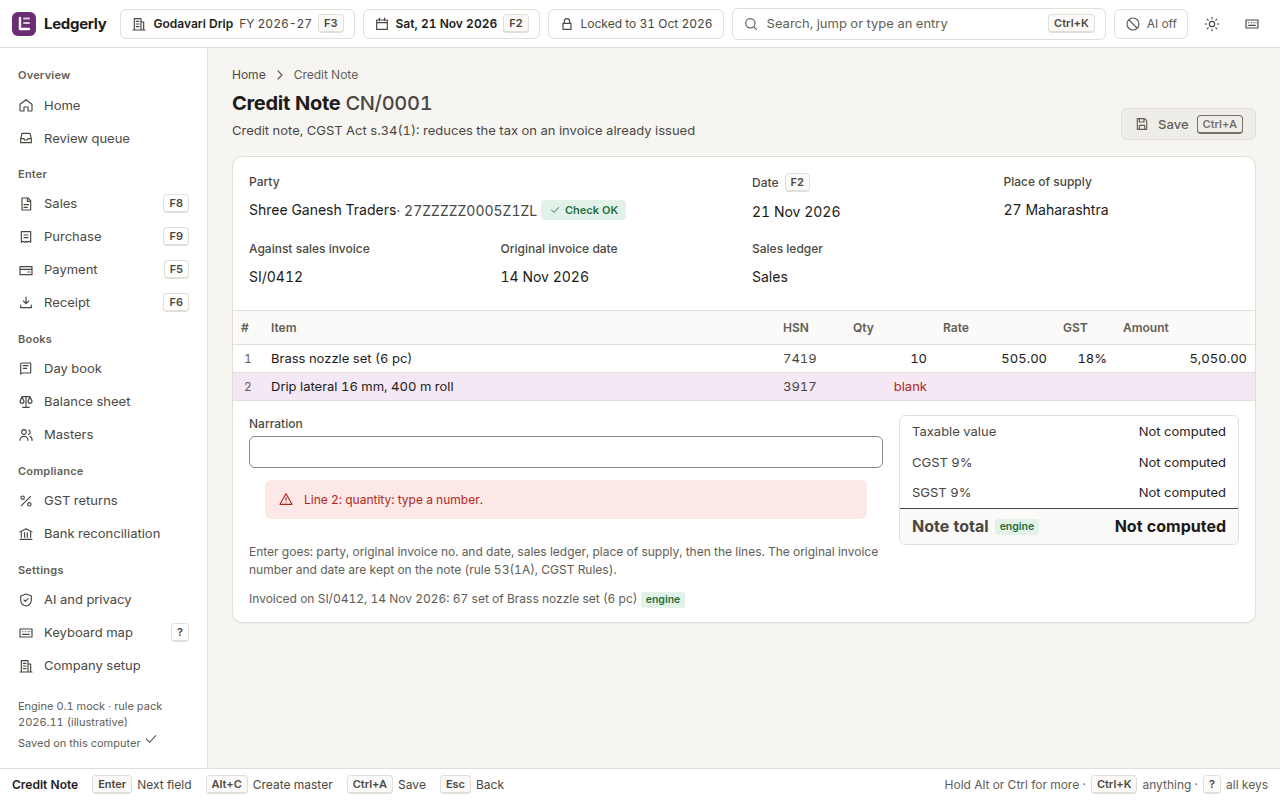 Ledgerly
Godavari Drip FY 2026-27 F3
Sat, 21 Nov 2026 F2
Locked to 31 Oct 2026
Search, jump or type an entry Ctrl+K
AI off
Overview
Home
Review queue
Enter
Sales F8
Purchase F9
Payment F5
Receipt F6
Books
Day book
Balance sheet
Masters
Compliance
GST returns
Bank reconciliation
Settings
AI and privacy
Keyboard map ?
Company setup
Engine 0.1 mock · rule pack
2026.11 (illustrative)
Saved on this computer
Home > Credit Note
Credit Note CN/0001
Credit note, CGST Act s.34(1): reduces the tax on an invoice already issued
Save Ctrl+A
Party
Shree Ganesh Traders· 27ZZZZZ0005Z1ZL Check OK
Date F2
21 Nov 2026
Place of supply
27 Maharashtra
Against sales invoice
SI/0412
Original invoice date
14 Nov 2026
Sales ledger
Sales
# Item HSN Qty Rate GST Amount
1 Brass nozzle set (6 pc) 7419 10 505.00 18% 5,050.00
2 Drip lateral 16 mm, 400 m roll 3917 blank
Narration
Line 2: quantity: type a number.
Enter goes: party, original invoice no. and date, sales ledger, place of supply, then the lines. The original invoice
number and date are kept on the note (rule 53(1A), CGST Rules).
Invoiced on SI/0412, 14 Nov 2026: 67 set of Brass nozzle set (6 pc) engine
Taxable value Not computed
CGST 9% Not computed
SGST 9% Not computed
Note total engine Not computed
Credit Note Enter Next field Alt+C Create master Ctrl+A Save Esc Back
Hold Alt or Ctrl for more · Ctrl+K anything · ? all keys